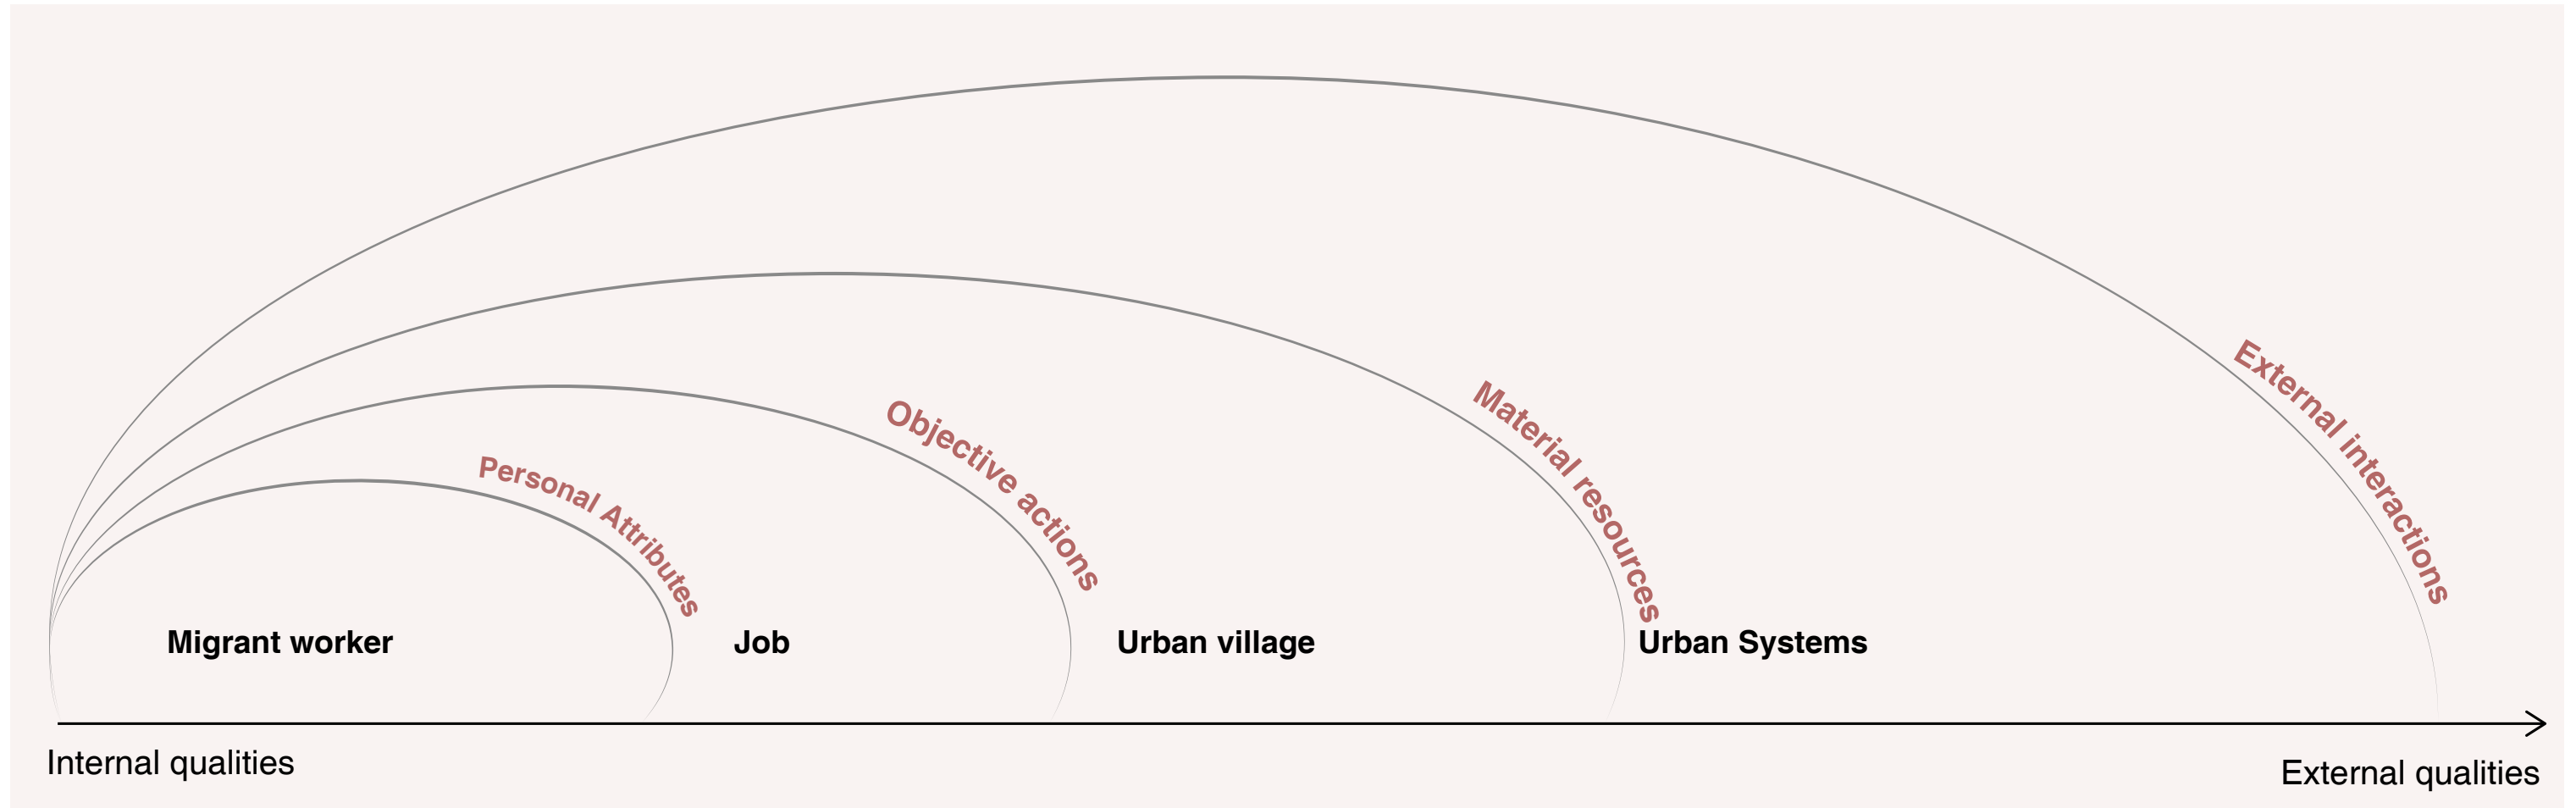 External interactions
Material resources
Objective actions
Personal Attributes
Migrant worker
Job
Urban village
Urban Systems
Internal qualities
External qualities